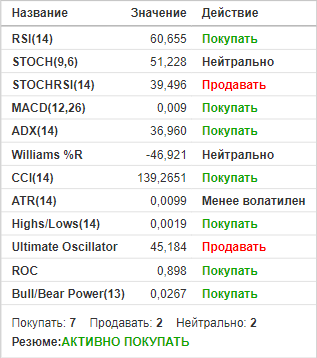 Название Значение Действие
RSI(14) 60,655 Покупать
STOCH(9,6) 51,228 Нейтрально
STOCHRSI(14) 39,496 Продавать
MACD(12,26) 0,009 Покупать
ADX(14) 36,960 Покупать
Williams %R -46,921 Нейтрально
CCI(14) 139,2651 Покупать
ATR(14) 0,0099 Менее волатилен
Highs/Lows(14) 0,0019 Покупать
Ultimate Oscillator 45,184 Продавать
ROC 0,898 Покупать
Bull/Bear Power(13) 0,0267 Покупать
Покупать: 7 Продавать: 2 Нейтрально: 2
Резюме:АКТИВНО ПОКУПАТЬ